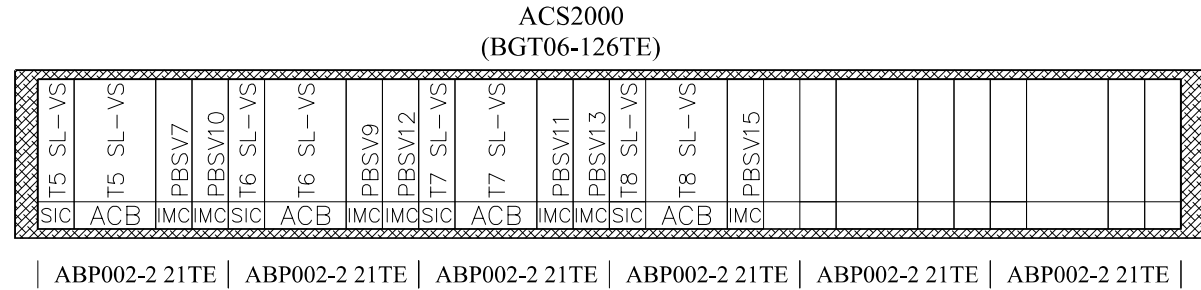 ACS2000
(BGT06-126TE)
T5 SL-VS
T5 SL-VS
PBSV7
PBSV10
T6 SL-VS
T6 SL-VS
PBSV9
PBSV12
T7 SL-VS
T7 SL-VS
PBSV11
PBSV13
T8 SL-VS
T8 SL-VS
PBSV15
SIC ACB IMC IMC SIC ACB IMC IMC SIC ACB IMC IMC SIC ACB IMC
ABP002-2 21TE ABP002-2 21TE ABP002-2 21TE ABP002-2 21TE ABP002-2 21TE ABP002-2 21TE